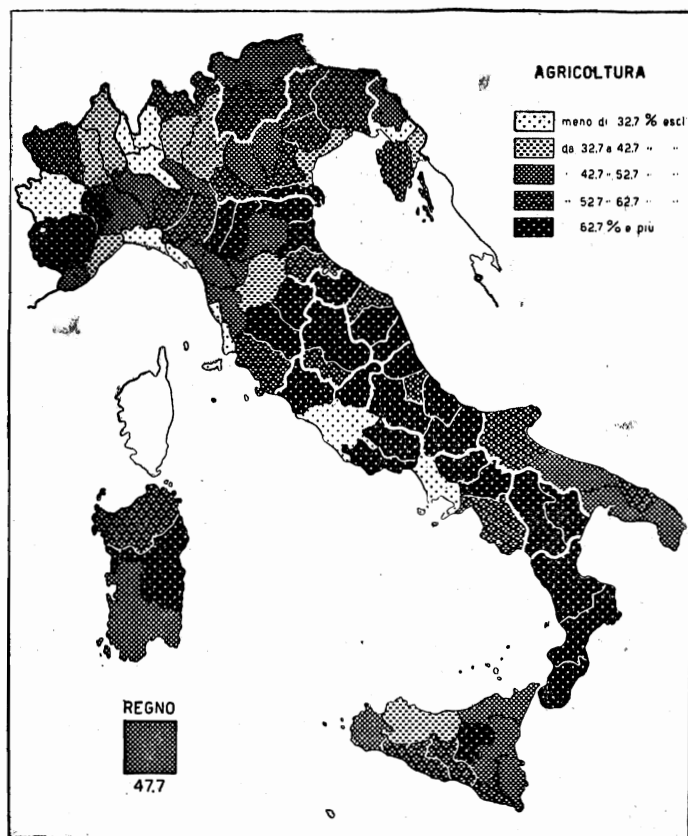 AGRICOLTURA
meno di 32.7 % escl
da 32.7 a 42.7 " "
" 42.7 " 52.7 " "
" 52.7 " 62.7 " "
62.7 % e più
REGNO
47.7